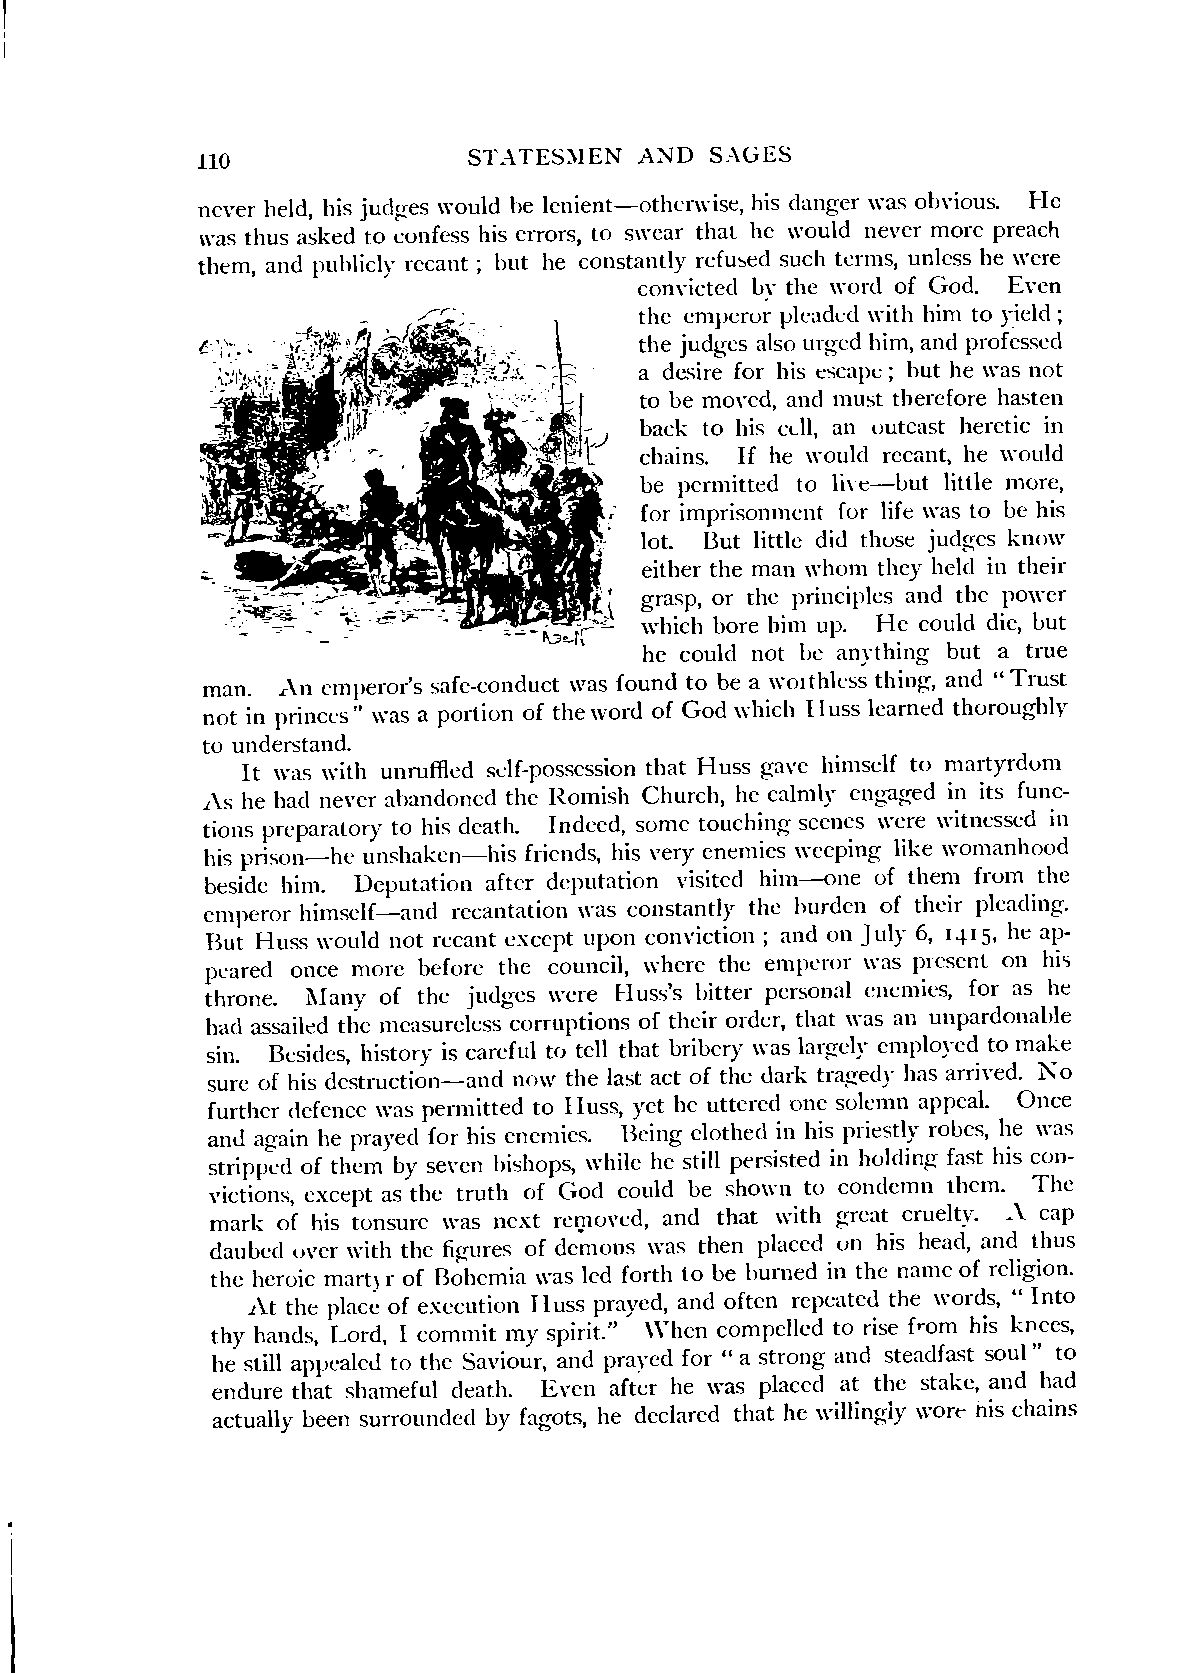 110 STATESMEN AND SAGES
never held, his judges would be lenient—otherwise, his danger was obvious. He
was thus asked to confess his errors, to swear that he would never more preach
them, and publicly recant ; but he constantly refused such terms, unless he were
convicted by the word of God. Even
the emperor pleaded with him to yield ;
the judges also urged him, and professed
a desire for his escape ; but he was not
to be moved, and must therefore hasten
back to his cell, an outcast heretic in
chains. If he would recant, he would
be permitted to live—but little more,
for imprisonment for life was to be his
lot. But little did those judges know
either the man whom they held in their
grasp, or the principles and the power
which bore him up. He could die, but
he could not be anything but a true
man. An emperor's safe-conduct was found to be a worthless thing, and “ Trust
not in princes ” was a portion of the word of God which Huss learned thoroughly
to understand.
It was with unruffled self-possession that Huss gave himself to martyrdom
As he had never abandoned the Romish Church, he calmly engaged in its func-
tions preparatory to his death. Indeed, some touching scenes were witnessed in
his prison—he unshaken—his friends, his very enemies weeping like womanhood
beside him. Deputation after deputation visited him—one of them from the
emperor himself—and recantation was constantly the burden of their pleading.
But Huss would not recant except upon conviction ; and on July 6, 1415, he ap-
peared once more before the council, where the emperor was present on his
throne. Many of the judges were Huss's bitter personal enemies, for as he
had assailed the measureless corruptions of their order, that was an unpardonable
sin. Besides, history is careful to tell that bribery was largely employed to make
sure of his destruction—and now the last act of the dark tragedy has arrived. No
further defence was permitted to Huss, yet he uttered one solemn appeal. Once
and again he prayed for his enemies. Being clothed in his priestly robes, he was
stripped of them by seven bishops, while he still persisted in holding fast his con-
victions, except as the truth of God could be shown to condemn them. The
mark of his tonsure was next removed, and that with great cruelty. A cap
daubed over with the figures of demons was then placed on his head, and thus
the heroic martyr of Bohemia was led forth to be burned in the name of religion.
At the place of execution Huss prayed, and often repeated the words, “ Into
thy hands, Lord, I commit my spirit.” When compelled to rise from his knees,
he still appealed to the Saviour, and prayed for “ a strong and steadfast soul ” to
endure that shameful death. Even after he was placed at the stake, and had
actually been surrounded by fagots, he declared that he willingly wore his chains